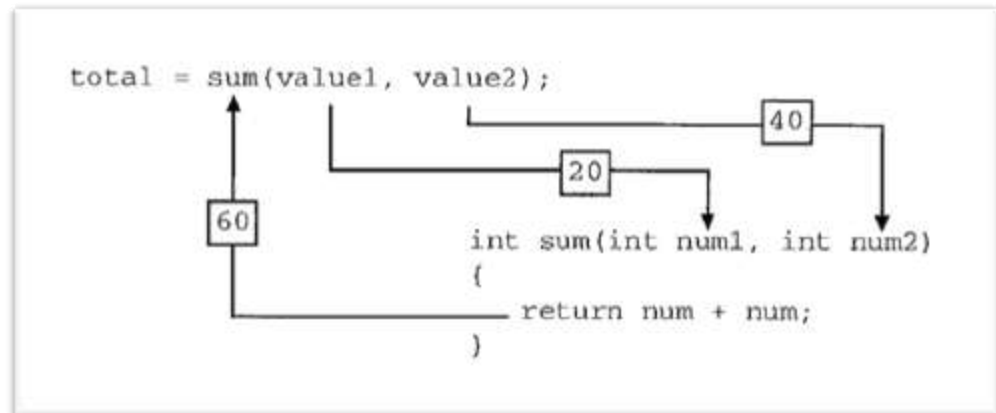 total = sum(value1, value2);
40
20
60
int sum(int num1, int num2)
{
return num + num;
}